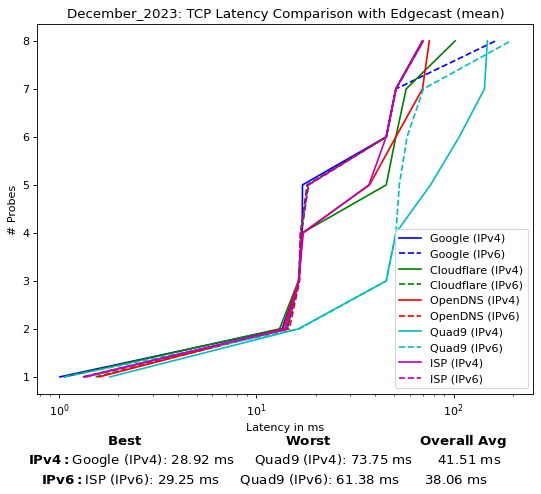 December_2023: TCP Latency Comparison with Edgecast (mean)
8
7
6
5
4
3
2
1
# Probes
Google (IPv4)
Google (IPv6)
Cloudflare (IPv4)
Cloudflare (IPv6)
OpenDNS (IPv4)
OpenDNS (IPv6)
Quad9 (IPv4)
Quad9 (IPv6)
ISP (IPv4)
ISP (IPv6)
10⁰ 10¹ 10²
Latency in ms
Best Worst Overall Avg
IPv4: Google (IPv4): 28.92 ms Quad9 (IPv4): 73.75 ms 41.51 ms
IPv6: ISP (IPv6): 29.25 ms Quad9 (IPv6): 61.38 ms 38.06 ms